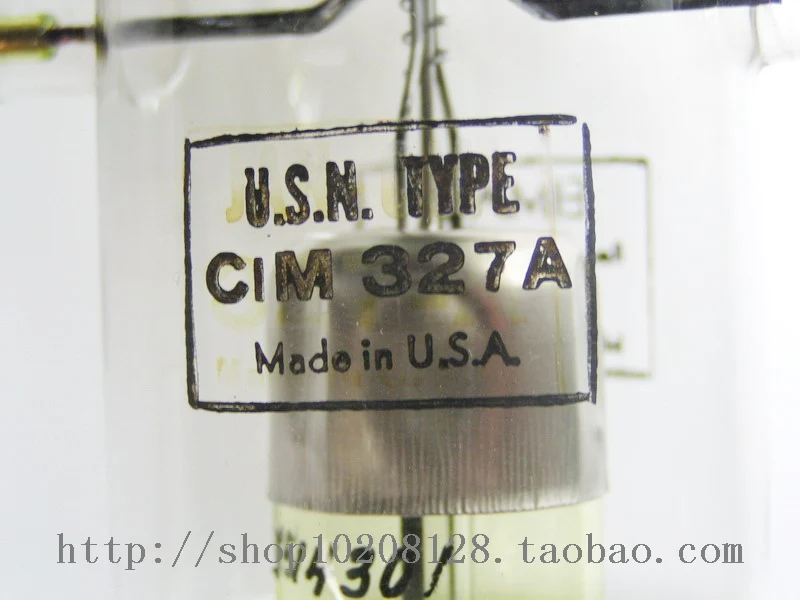 U.S.N. TYPE
CIM 327A
Made in U.S.A.
http://shop10208128.taobao.com